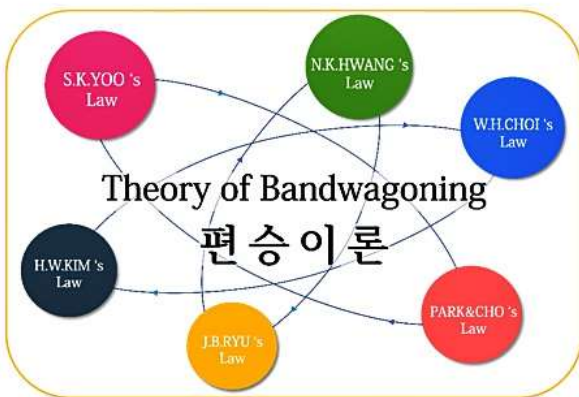 S.K.YOO 's
Law
N.K.HWANG 's
Law
W.H.CHOI 's
Law
Theory of Bandwagoning
편승이론
H.W.KIM 's
Law
J.B.RYU 's
Law
PARK&CHO 's
Law